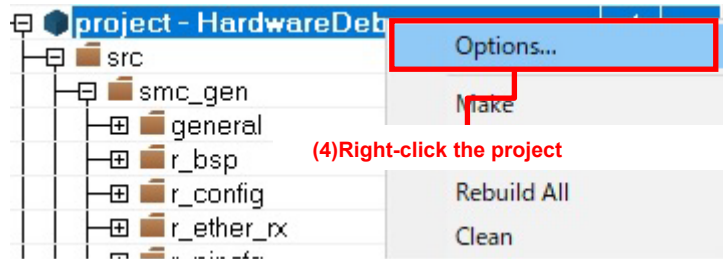 project - HardwareDeb
Options...
src
smc_gen
Make
general
(4)Right-click the project
r_bsp
r_config
Rebuild All
r_ether_rx
Clean